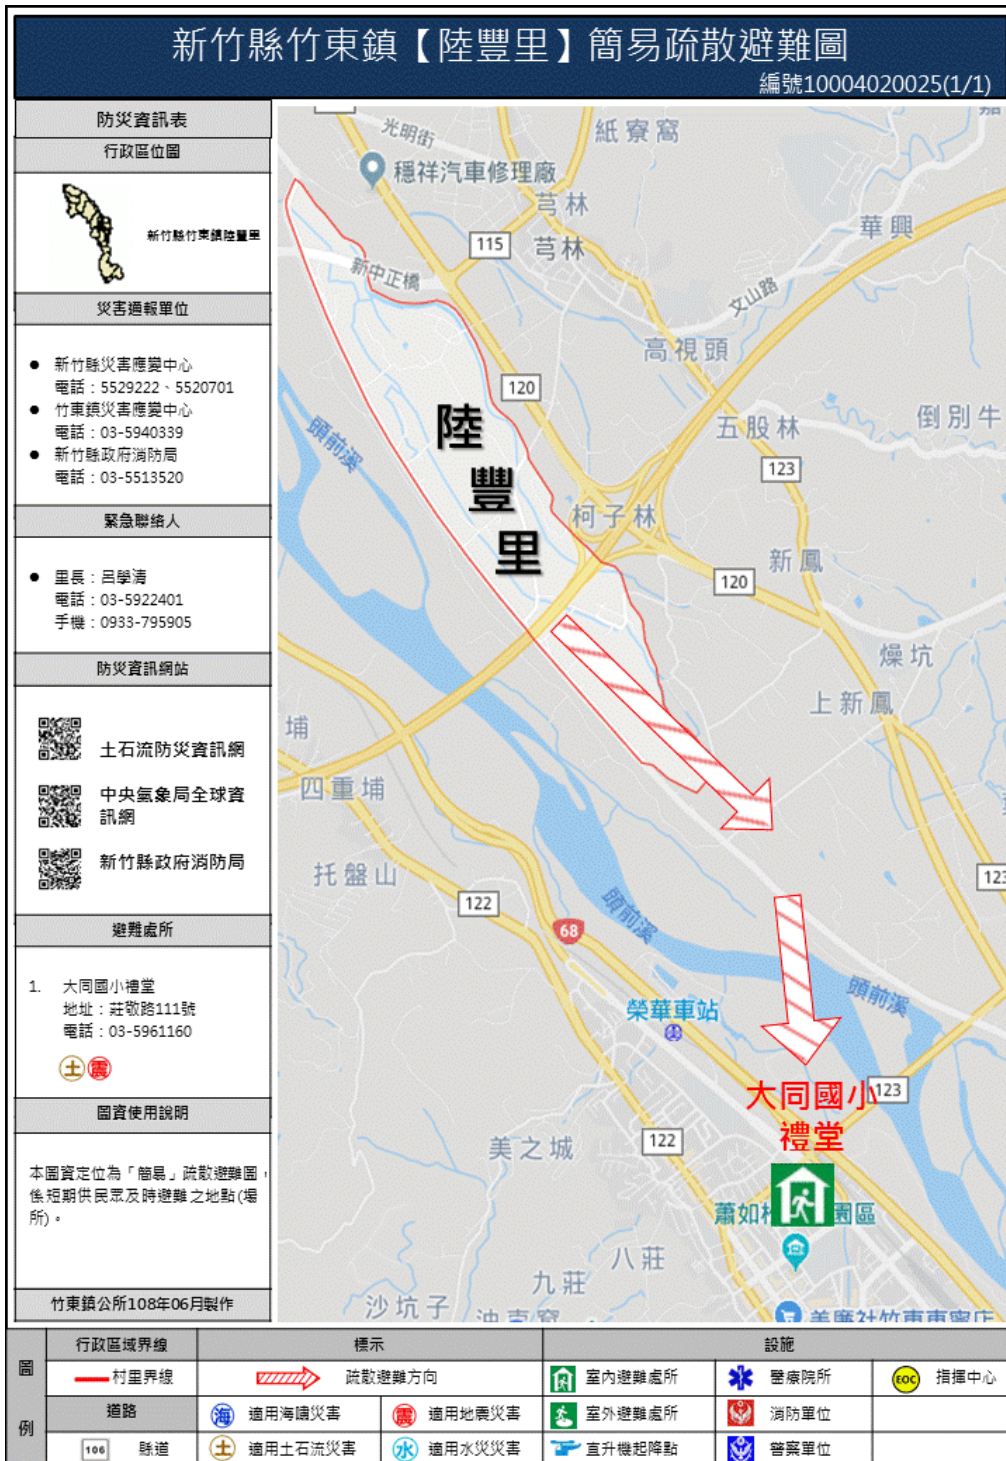 新竹縣竹東鎮【陸豐里】簡易疏散避難圖
編號10004020025(1/1)
防災資訊表
行政區位圖
新竹縣竹東鎮陸豐里
災害通報單位
● 新竹縣災害應變中心
電話：5529222、5520701
● 竹東鎮災害應變中心
電話：03-5940339
● 新竹縣政府消防局
電話：03-5513520
緊急聯絡人
● 里長：呂學濤
電話：03-5922401
手機：0933-795905
防災資訊網站
土石流防災資訊網
中央氣象局全球資
訊網
新竹縣政府消防局
避難處所
1. 大同國小禮堂
地址：莊敬路111號
電話：03-5961160
土 震
圖資使用說明
本圖資定位為「簡易」疏散避難圖，
係短期供民眾及時避難之地點(場
所)。
竹東鎮公所108年06月製作
光明街
紙寮窩
穩祥汽車修理廠
芎林
115
芎林
華興
新中正橋
文山路
高視頭
120
陸
豐
里
五股林
倒別牛
頭前溪
123
柯子林
新鳳
120
燥坑
上新鳳
埔
四重埔
托盤山
122
68
頭前溪
123
頭前溪
榮華車站
大同國小
禮堂
123
122
美之城
蕭如松
園區
八莊
九莊
沙坑子
油車窩
美廉社竹東東寧店
圖
例
行政區域界線
標示
設施
村里界線
疏散避難方向
室內避難處所
醫療院所
EOC 指揮中心
道路
海 適用海嘯災害
震 適用地震災害
室外避難處所
消防單位
106 縣道
土 適用土石流災害
水 適用水災災害
直升機起降點
警察單位